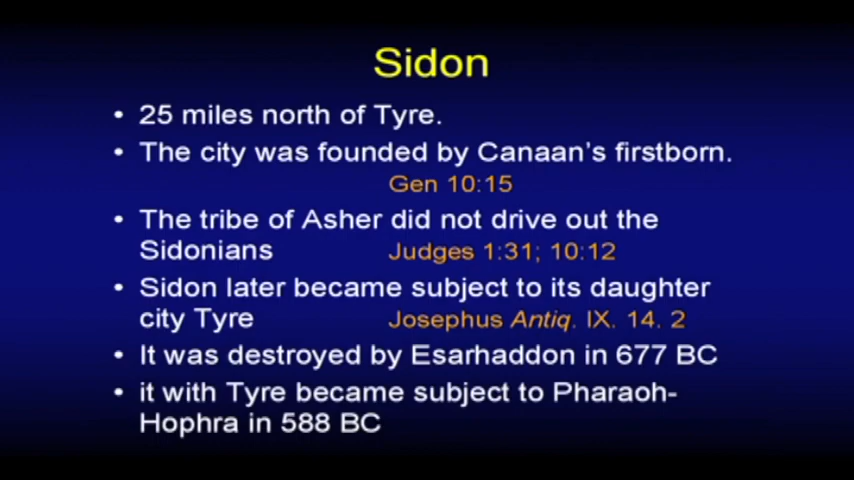 Sidon
• 25 miles north of Tyre.
• The city was founded by Canaan's firstborn.
Gen 10:15
• The tribe of Asher did not drive out the
Sidonians Judges 1:31; 10:12
• Sidon later became subject to its daughter
city Tyre Josephus Antiq. IX. 14. 2
• It was destroyed by Esarhaddon in 677 BC
• it with Tyre became subject to Pharaoh-
Hophra in 588 BC